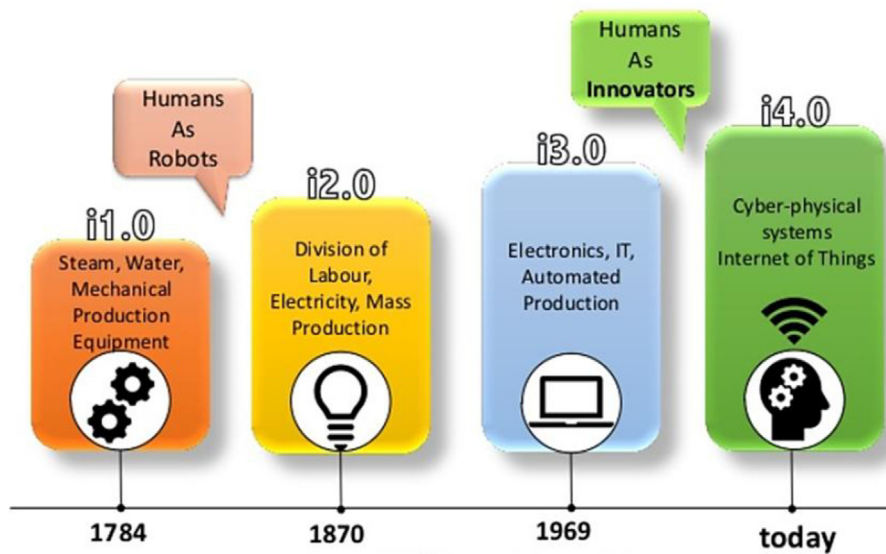 Humans
As
Robots
Humans
As
Innovators
i1.0
Steam, Water,
Mechanical
Production
Equipment
i2.0
Division of
Labour,
Electricity, Mass
Production
i3.0
Electronics, IT,
Automated
Production
i4.0
Cyber-physical
systems
Internet of Things
1784
1870
1969
today